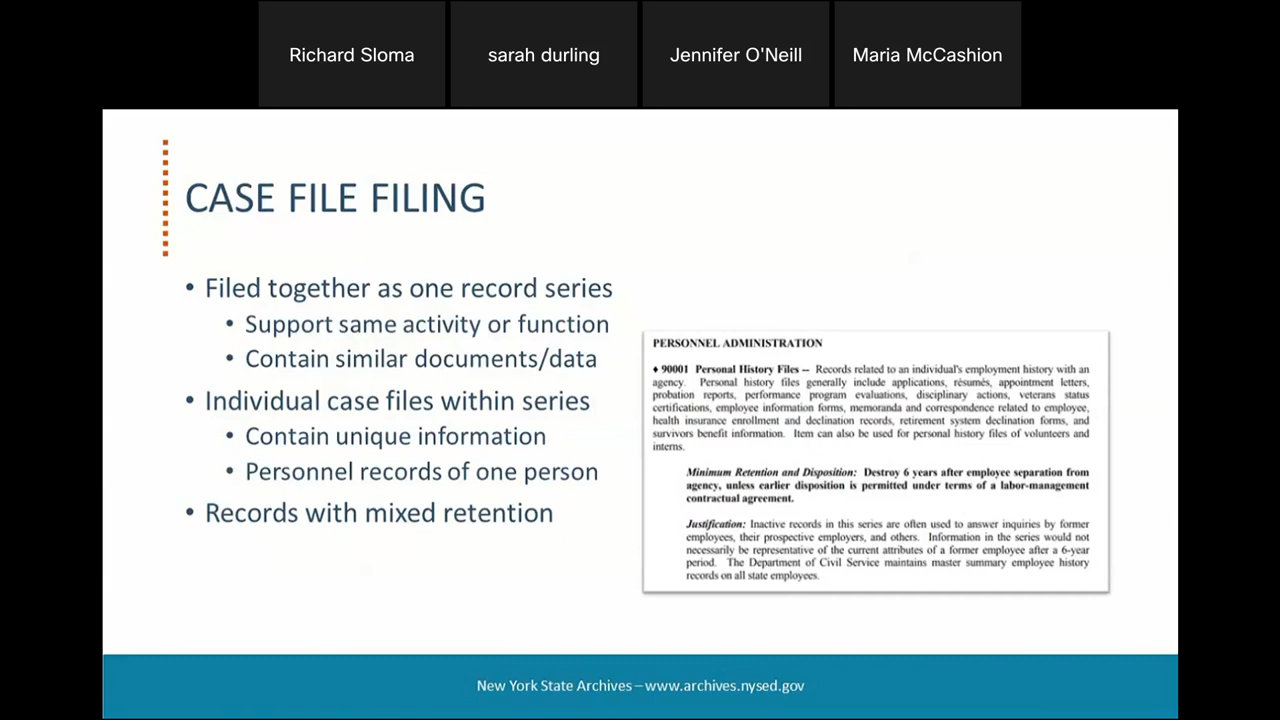 Richard Sloma
sarah durling
Jennifer O'Neill
Maria McCashion
CASE FILE FILING
• Filed together as one record series
• Support same activity or function
• Contain similar documents/data
• Individual case files within series
• Contain unique information
• Personnel records of one person
• Records with mixed retention
PERSONNEL ADMINISTRATION
♦ 90001 Personal History Files -- Records related to an individual's employment history with an
agency. Personal history files generally include applications, résumés, appointment letters,
probation reports, performance program evaluations, disciplinary actions, veterans status
certifications, employee information forms, memoranda and correspondence related to employee,
health insurance enrollment and declination records, retirement system declination forms, and
survivors benefit information. Item can also be used for personal history files of volunteers and
interns.
Minimum Retention and Disposition: Destroy 6 years after employee separation from
agency, unless earlier disposition is permitted under terms of a labor-management
contractual agreement.
Justification: Inactive records in this series are often used to answer inquiries by former
employees, their prospective employers, and others. Information in the series would not
necessarily be representative of the current attributes of a former employee after a 6-year
period. The Department of Civil Service maintains master summary employee history
records on all state employees.
New York State Archives – www.archives.nysed.gov